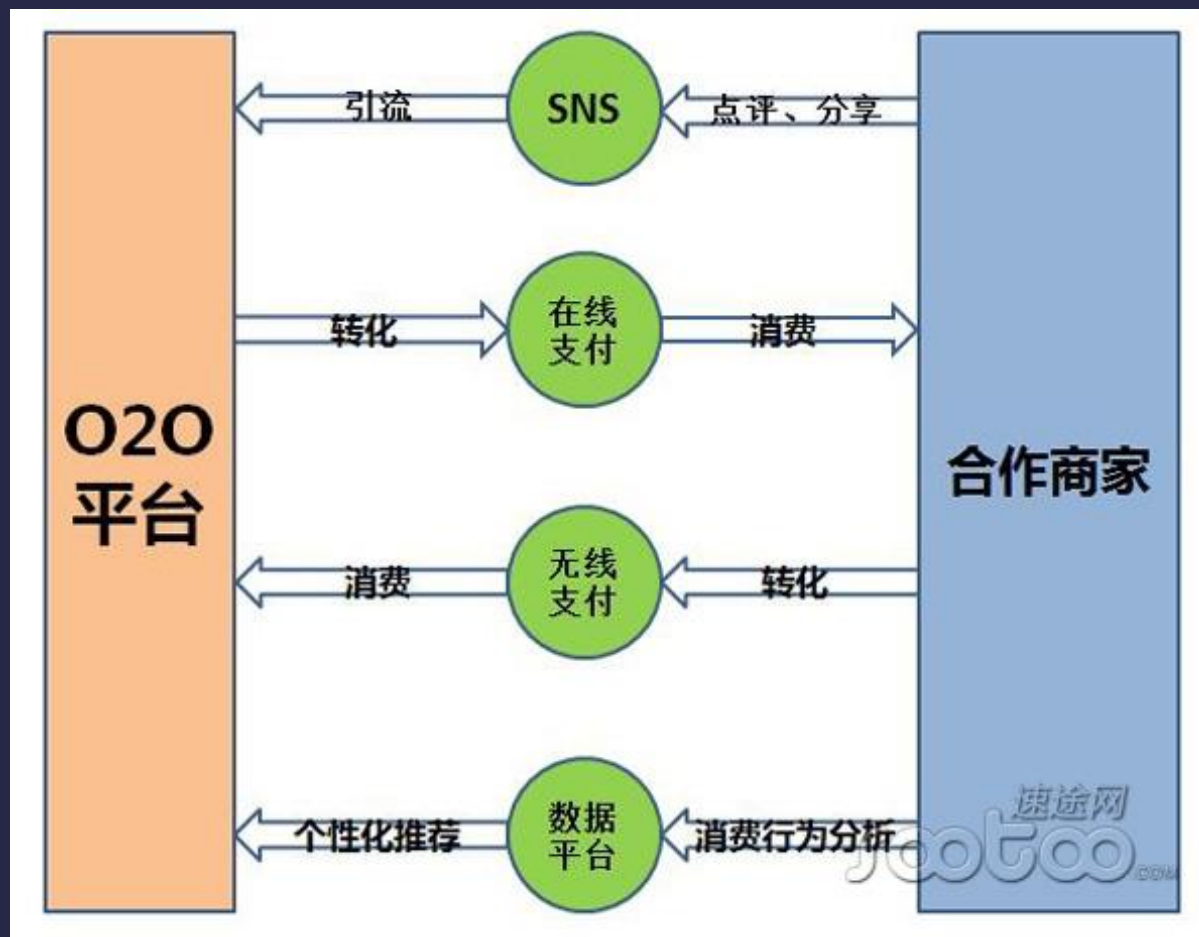 引流
SNS
点评、分享
转化
在线
支付
消费
O2O
平台
合作商家
消费
无线
支付
转化
个性化推荐
数据
平台
消费行为分析
速途网
sootoo
.COM